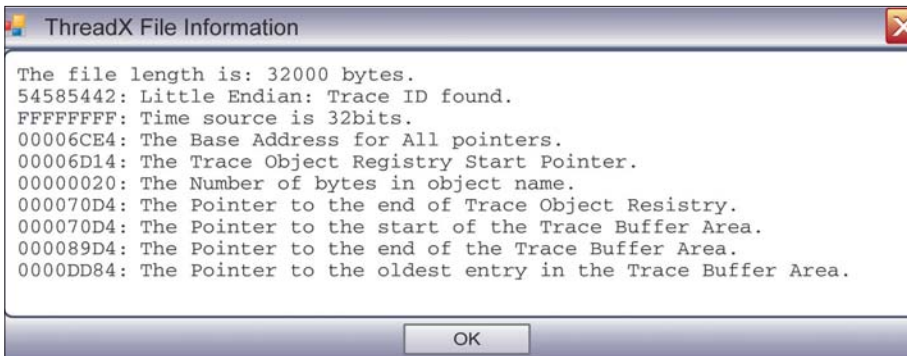 ThreadX File Information
The file length is: 32000 bytes.
54585442: Little Endian: Trace ID found.
FFFFFFFF: Time source is 32bits.
00006CE4: The Base Address for All pointers.
00006D14: The Trace Object Registry Start Pointer.
00000020: The Number of bytes in object name.
000070D4: The Pointer to the end of Trace Object Resistry.
000070D4: The Pointer to the start of the Trace Buffer Area.
000089D4: The Pointer to the end of the Trace Buffer Area.
0000DD84: The Pointer to the oldest entry in the Trace Buffer Area.
OK